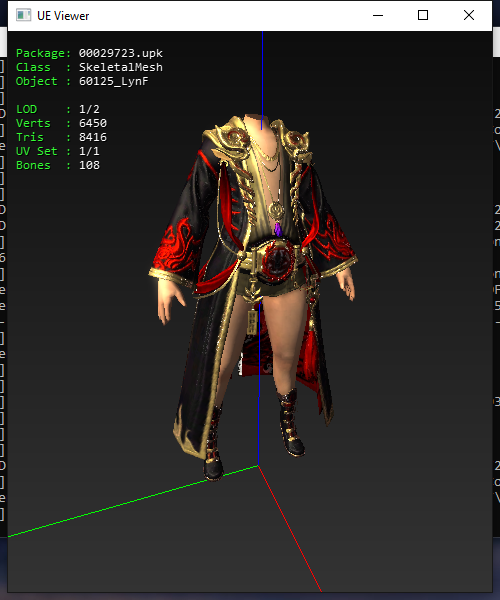 UE Viewer
Package: 00029723.upk
Class : SkeletalMesh
Object : 60125_LynF
LOD : 1/2
Verts : 6450
Tris : 8416
UV Set : 1/1
Bones : 108